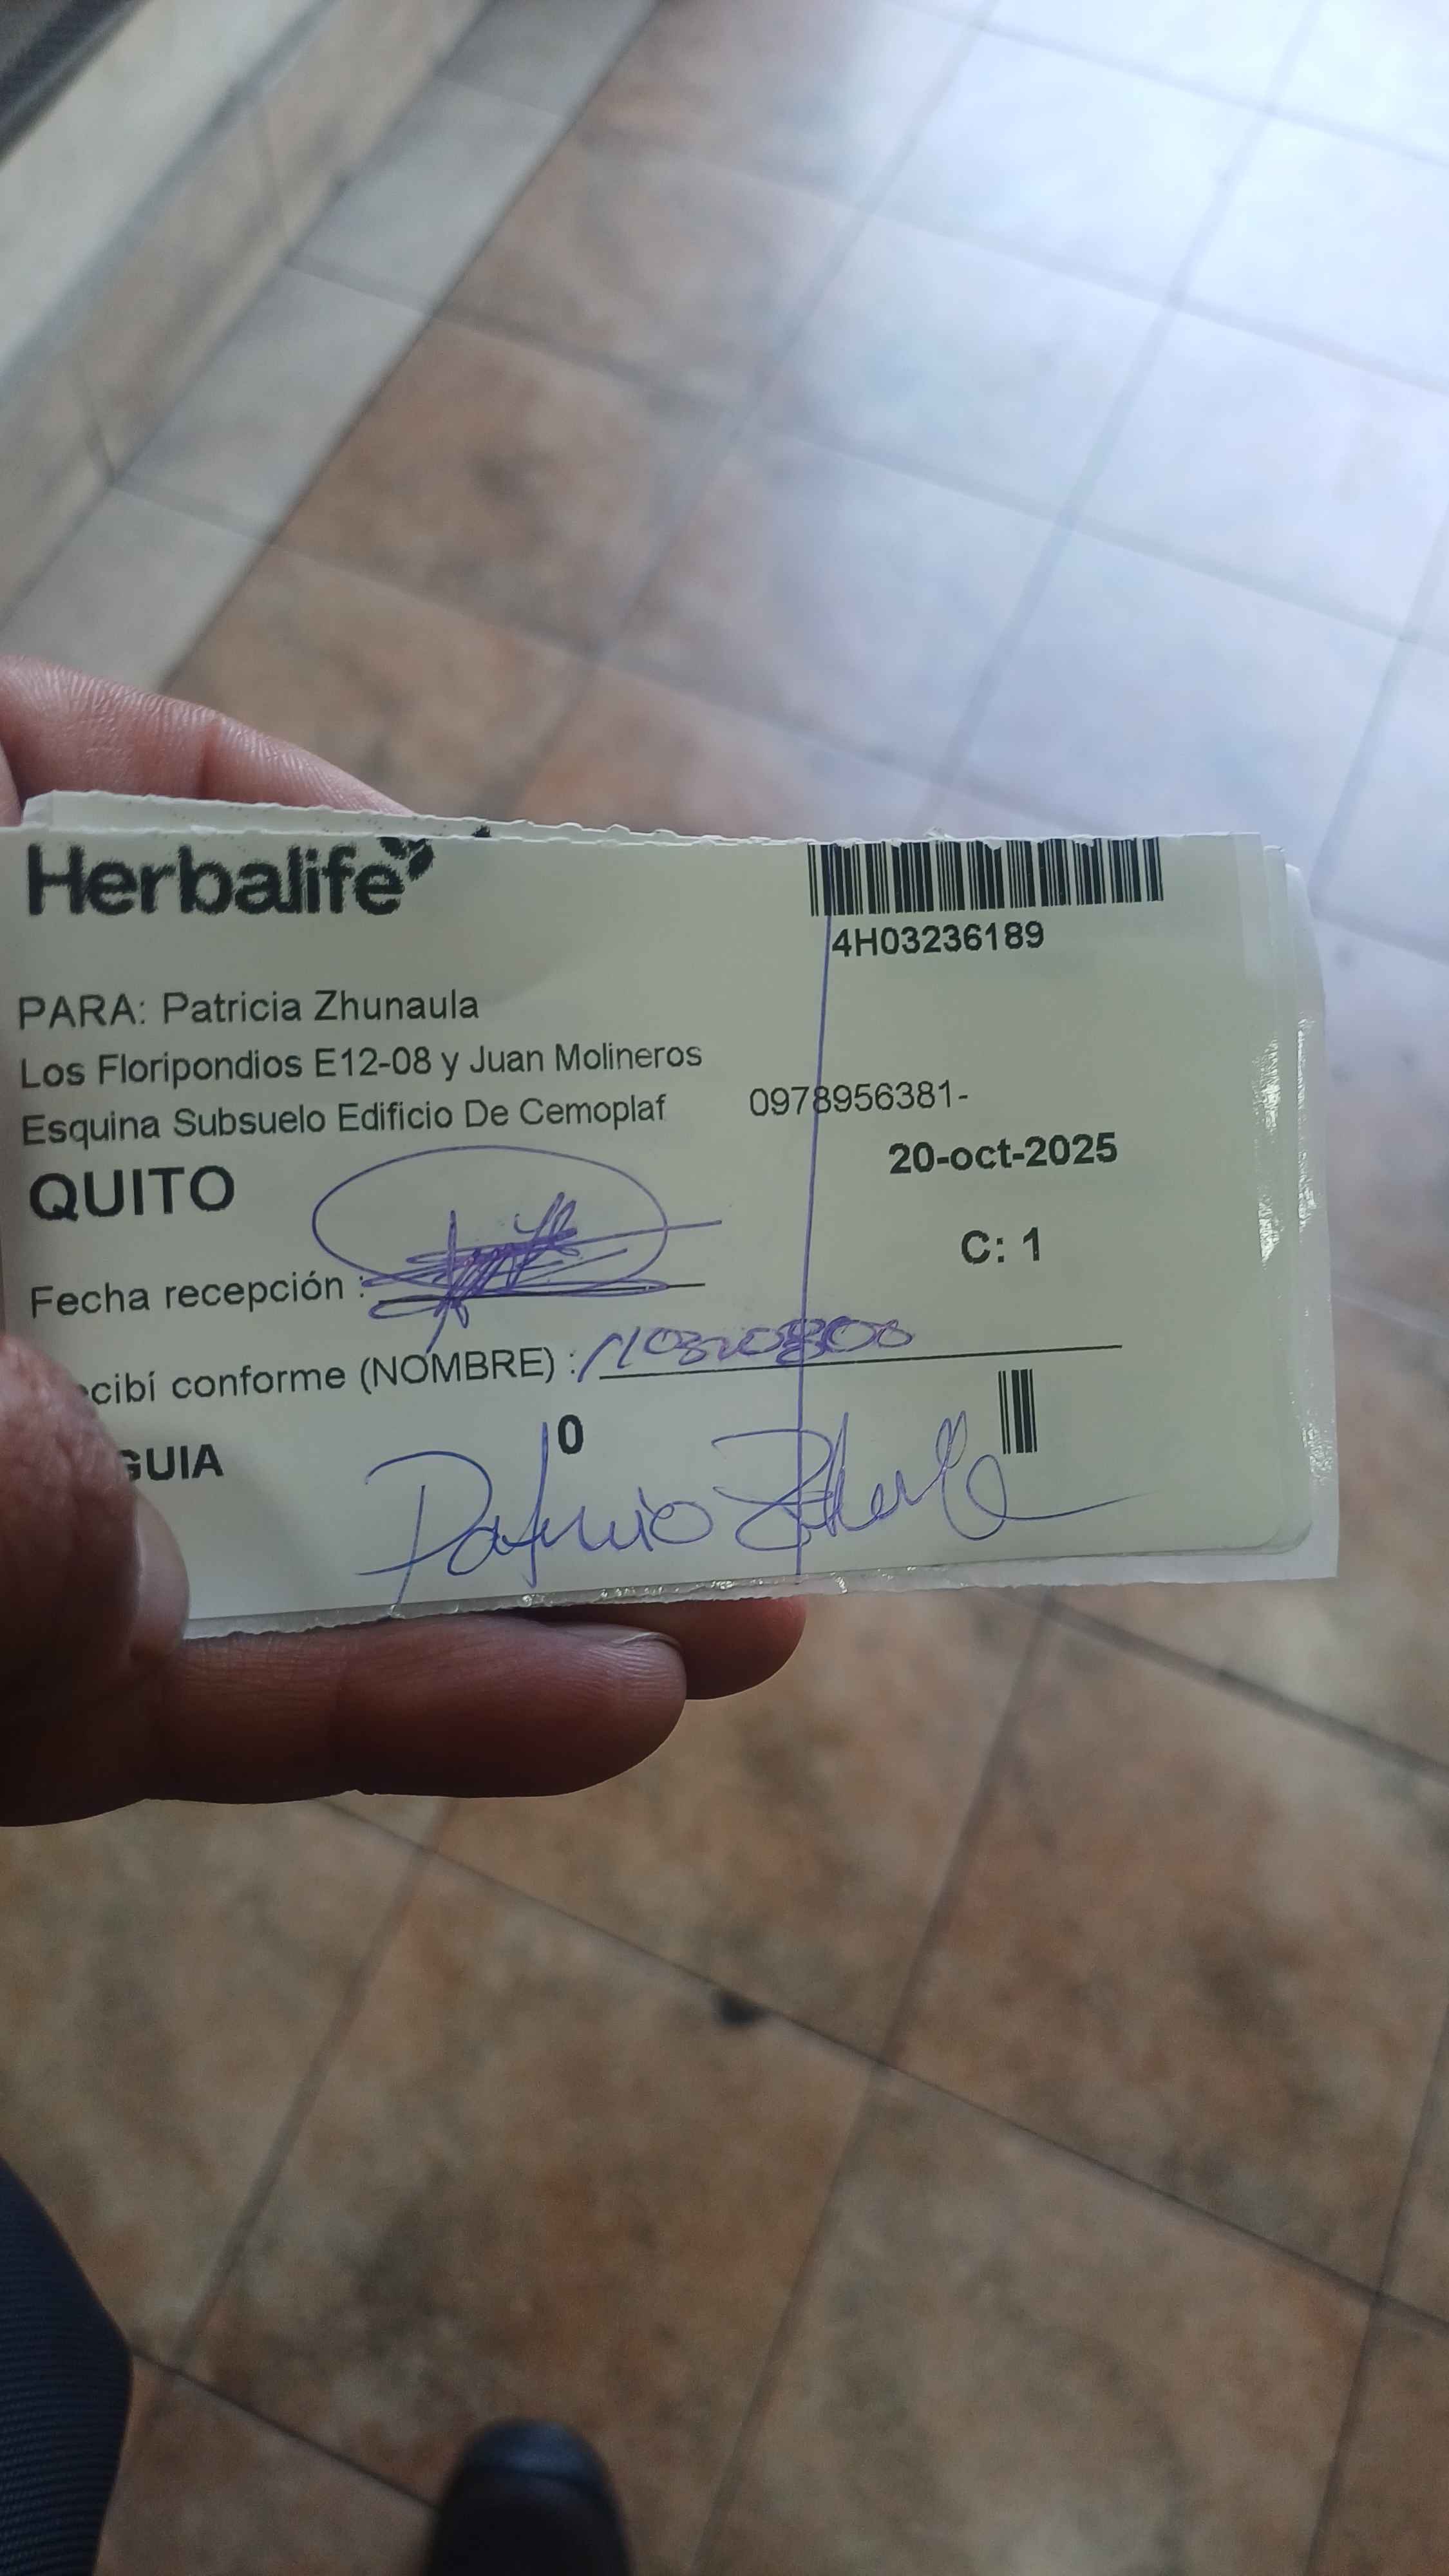 Herbalife
4H03236189
PARA: Patricia Zhunaula
Los Floripondios E12-08 y Juan Molineros
Esquina Subsuelo Edificio De Cemoplaf 0978956381-
20-oct-2025
QUITO
C: 1
Fecha recepción :
cibí conforme (NOMBRE) :
GUIA 0
Patricio